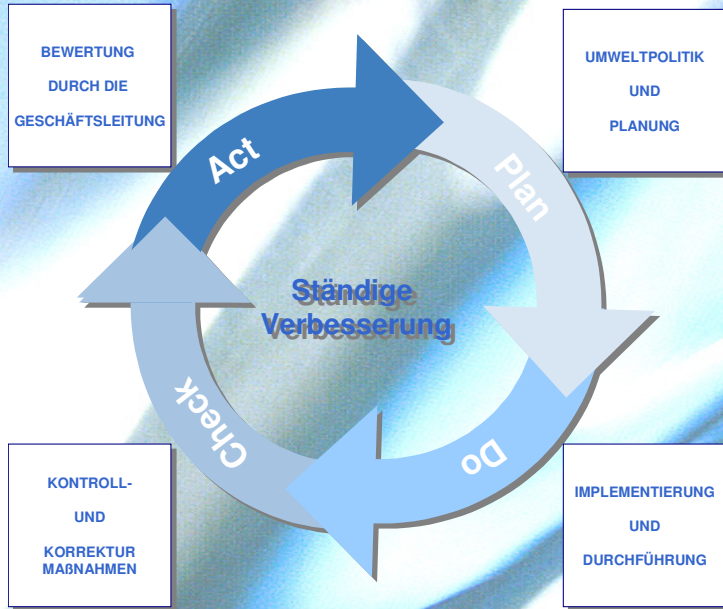 BEWERTUNG
DURCH DIE
GESCHÄFTSLEITUNG
UMWELTPOLITIK
UND
PLANUNG
Act
Plan
Ständige
Verbesserung
Check
Do
KONTROLL-
UND
KORREKTUR
MAßNAHMEN
IMPLEMENTIERUNG
UND
DURCHFÜHRUNG